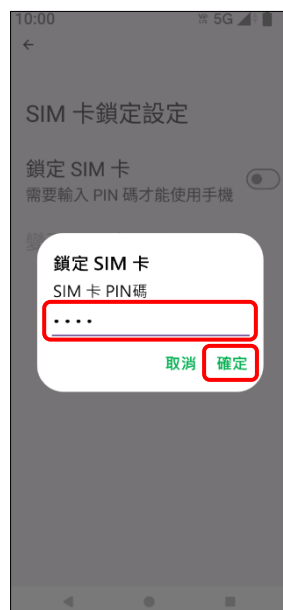 10:00 5G
SIM 卡鎖定設定
鎖定 SIM 卡
需要輸入 PIN 碼才能使用手機
鎖定 SIM 卡
SIM 卡 PIN碼
....
取消 確定